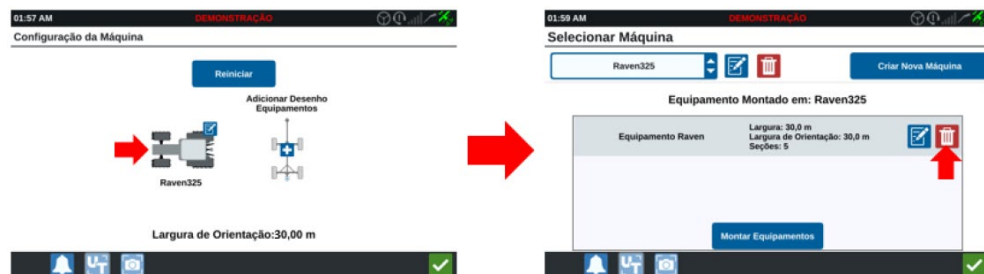 01:57 AM
DEMONSTRAÇÃO
Configuração da Máquina
Reiniciar
Adicionar Desenho
Equipamentos
Raven325
Largura de Orientação:30,00 m
UT
01:59 AM
DEMONSTRAÇÃO
Selecionar Máquina
Raven325
Criar Nova Máquina
Equipamento Montado em: Raven325
Equipamento Raven
Largura: 30,0 m
Largura de Orientação: 30,0 m
Seções: 5
Montar Equipamentos
UT